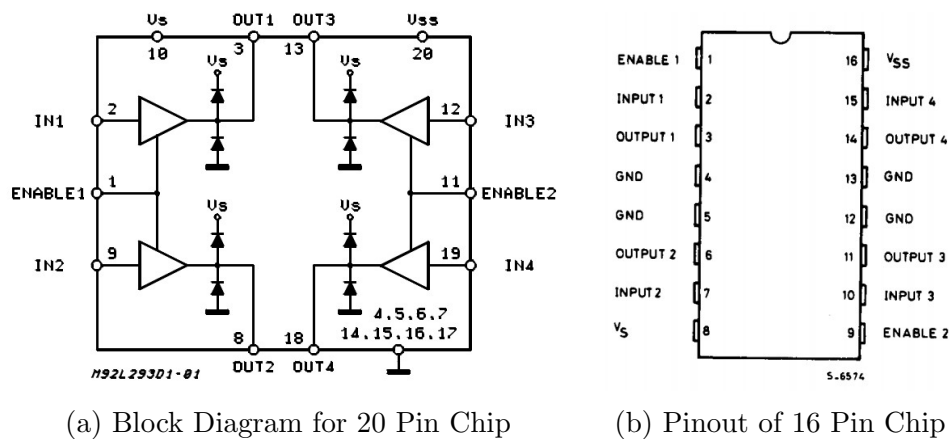 Vs OUT1 OUT3 Vss
10 3 13 20
Vs Vs
IN1 2 12 IN3
ENABLE1 1 11 ENABLE2
Vs Vs
IN2 9 19 IN4
4.5.6.7
8 18 14.15.16.17
OUT2 OUT4
M92L293D1-01
(a) Block Diagram for 20 Pin Chip
ENABLE 1 1 16 VSS
INPUT 1 2 15 INPUT 4
OUTPUT 1 3 14 OUTPUT 4
GND 4 13 GND
GND 5 12 GND
OUTPUT 2 6 11 OUTPUT 3
INPUT 2 7 10 INPUT 3
VS 8 9 ENABLE 2
S-6574
(b) Pinout of 16 Pin Chip